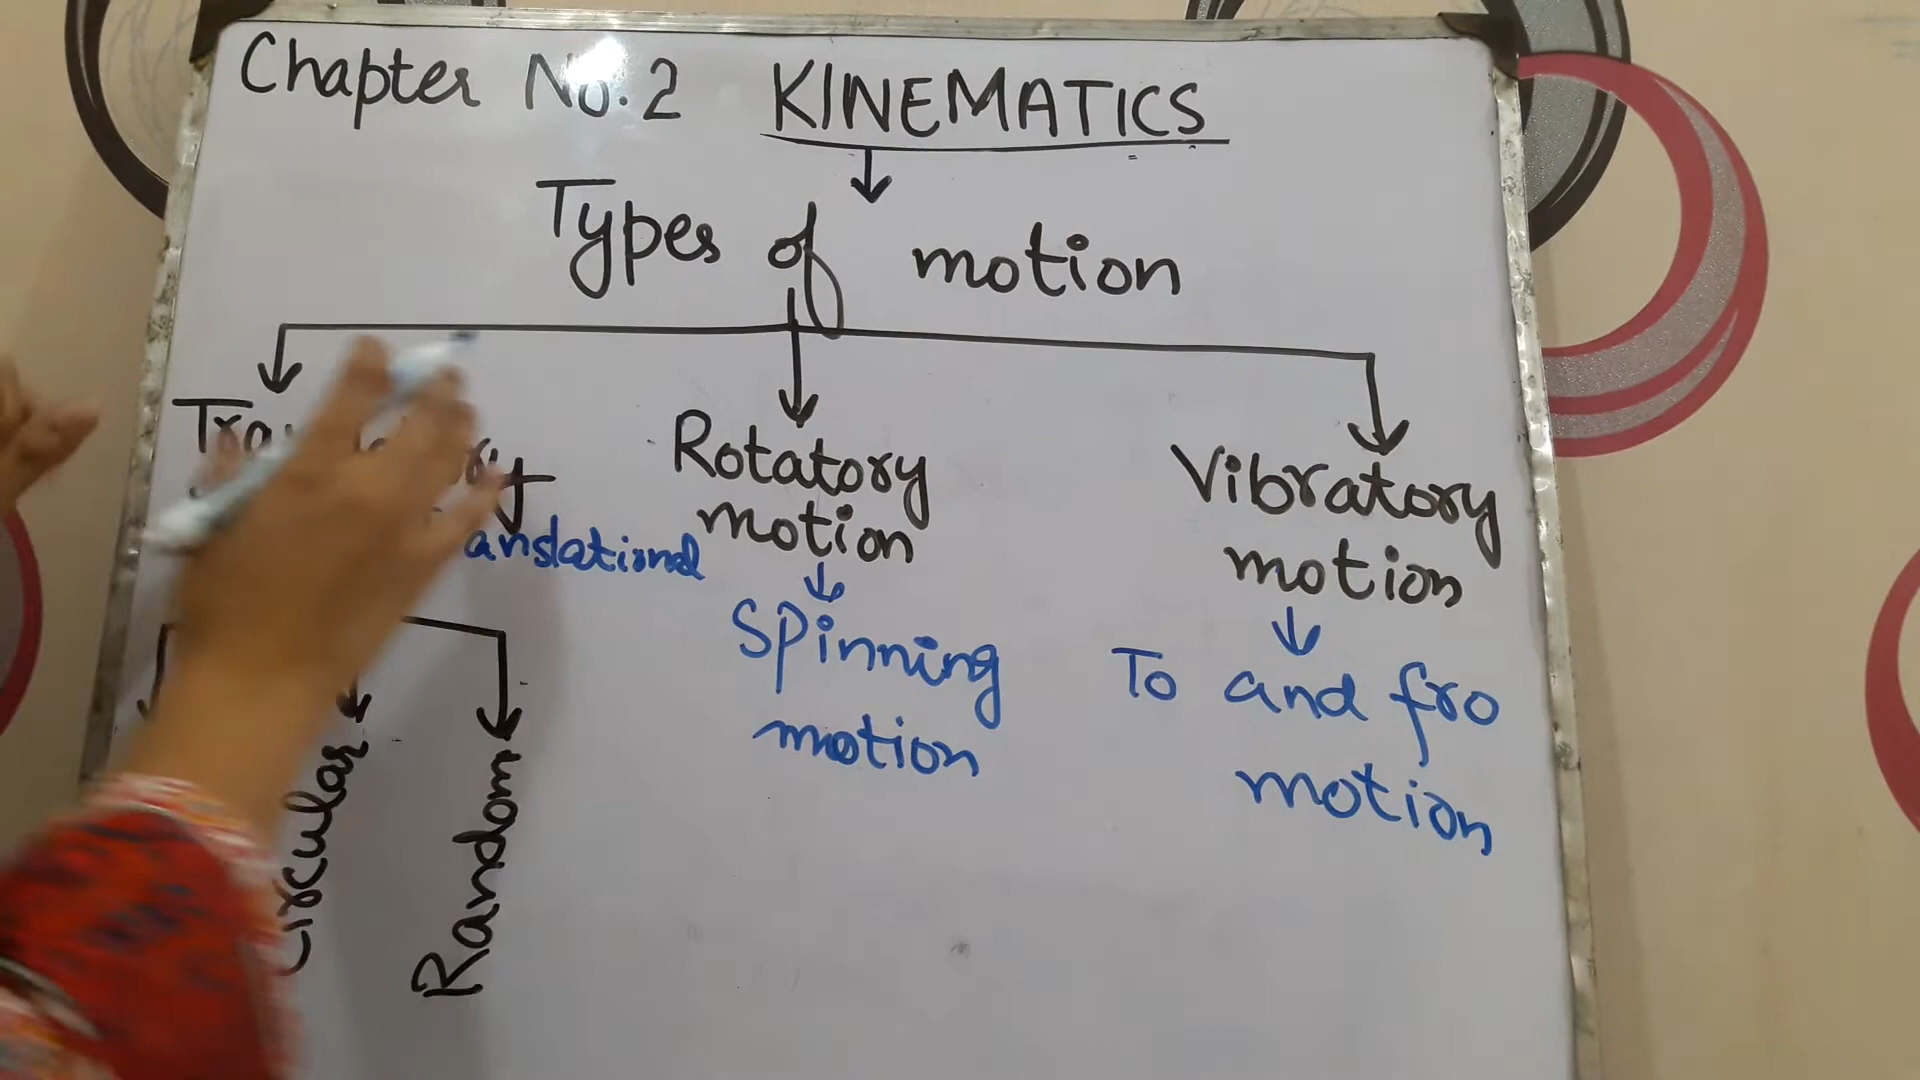 Chapter No. 2 KINEMATICS
Types of motion
Rotatory
motion
Spinning
motion
Vibratory
motion
To and fro
motion
Circular
Random